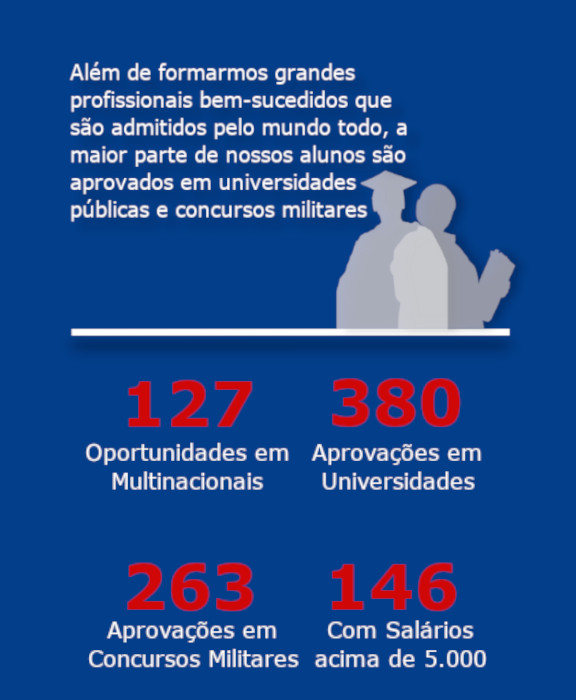 Além de formarmos grandes
profissionais bem-sucedidos que
são admitidos pelo mundo todo, a
maior parte de nossos alunos são
aprovados em universidades
públicas e concursos militares
127
Oportunidades em
Multinacionais
380
Aprovações em
Universidades
263
Aprovações em
Concursos Militares
146
Com Salários
acima de 5.000